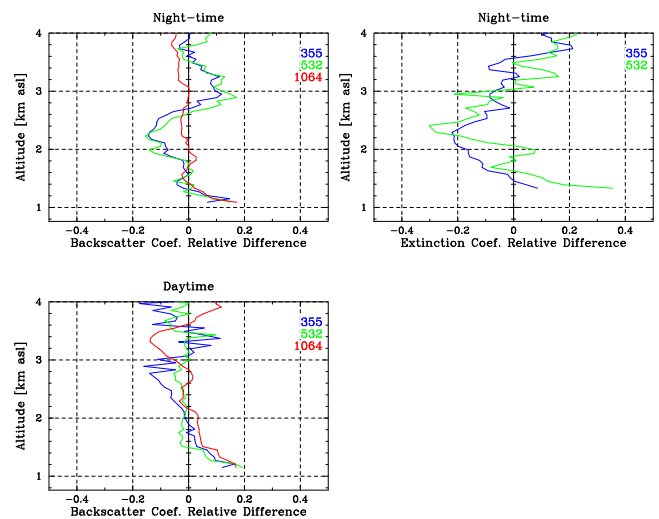 Night-time
4
3
2
1
Altitude [km asl]
355
532
1064
−0.4 −0.2 0 0.2 0.4
Backscatter Coef. Relative Difference
Night-time
4
3
2
1
Altitude [km asl]
355
532
−0.4 −0.2 0 0.2 0.4
Extinction Coef. Relative Difference
Daytime
4
3
2
1
Altitude [km asl]
355
532
1064
−0.4 −0.2 0 0.2 0.4
Backscatter Coef. Relative Difference